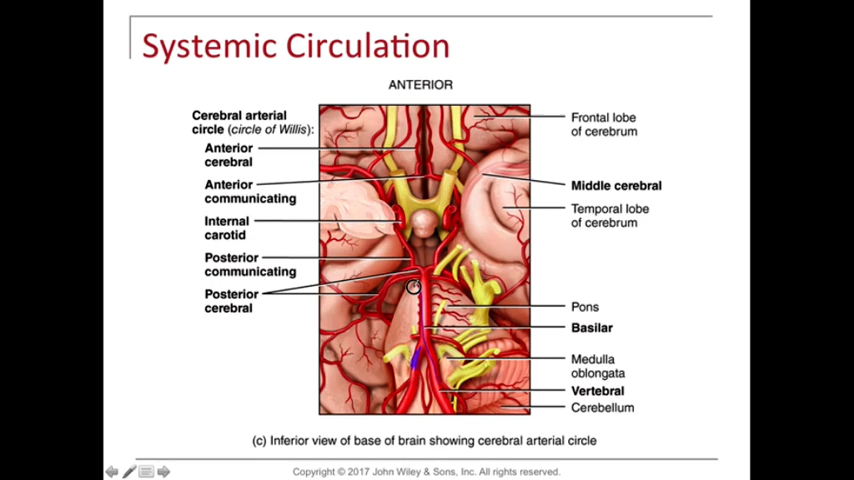 Systemic Circulation
ANTERIOR
Cerebral arterial
circle (circle of Willis):
Anterior
cerebral
Anterior
communicating
Internal
carotid
Posterior
communicating
Posterior
cerebral
Frontal lobe
of cerebrum
Middle cerebral
Temporal lobe
of cerebrum
Pons
Basilar
Medulla
oblongata
Vertebral
Cerebellum
(c) Inferior view of base of brain showing cerebral arterial circle
Copyright © 2017 John Wiley & Sons, Inc. All rights reserved.